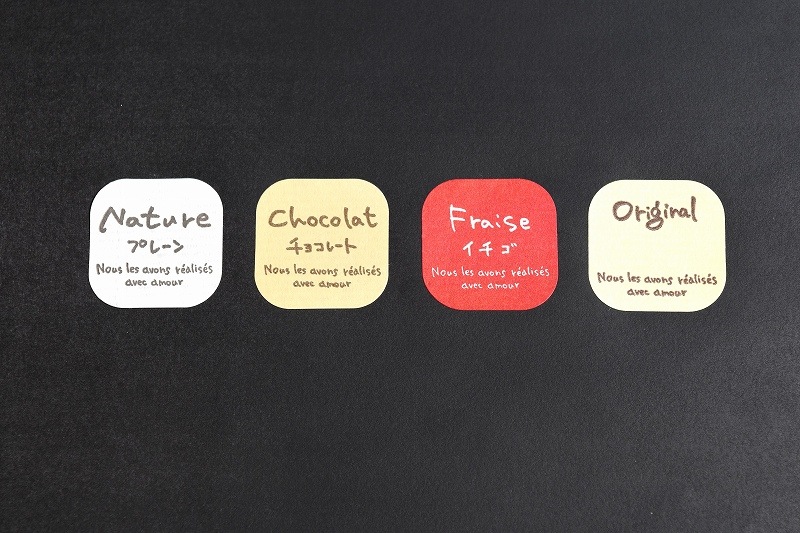 Nature
プレーン
Nous les avons réalisés
avec amour
Chocolat
チョコレート
Nous les avons réalisés
avec amour
Fraise
イチゴ
Nous les avons réalisés
avec amour
Original
Nous les avons réalisés
avec amour